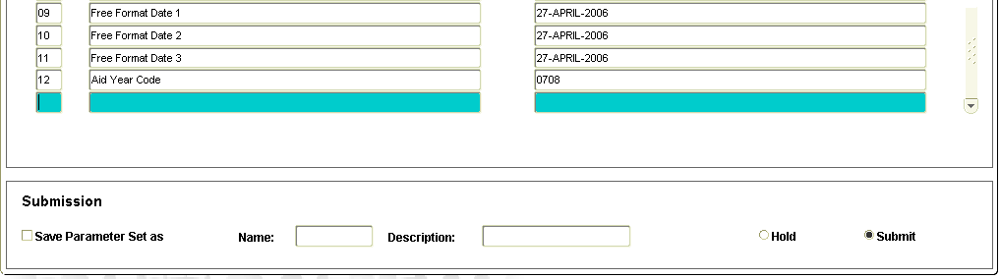 09 Free Format Date 1 27-APRIL-2006
10 Free Format Date 2 27-APRIL-2006
11 Free Format Date 3 27-APRIL-2006
12 Aid Year Code 0708
Submission
Save Parameter Set as Name: Description: Hold Submit